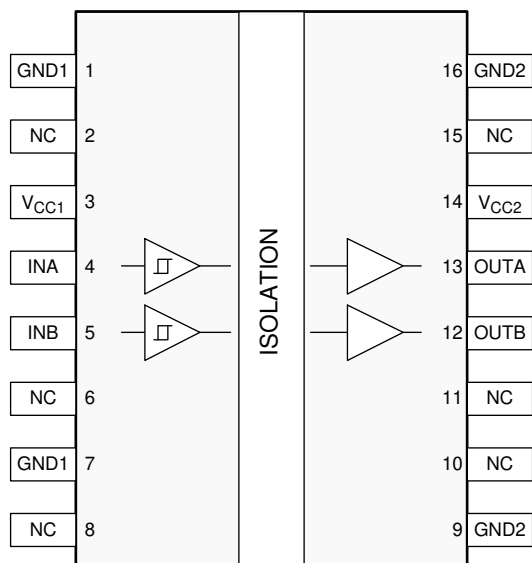 GND1 1 16 GND2
NC 2 15 NC
VCC1 3 14 VCC2
INA 4 13 OUTA
INB 5 12 OUTB
NC 6 11 NC
GND1 7 10 NC
NC 8 9 GND2
ISOLATION